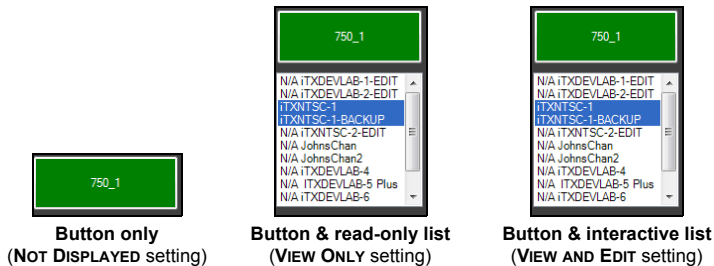 750_1
Button only
(NOT DISPLAYED setting)
750_1
N/A iTXDEVLAB-1-EDIT
N/A iTXDEVLAB-2-EDIT
iTXNTSC-1
iTXNTSC-1-BACKUP
N/A iTXNTSC-2-EDIT
N/A JohnsChan
N/A JohnsChan2
N/A iTXDEVLAB-4
N/A  ITXDEVLAB-5 Plus
N/A iTXDEVLAB-6
Button & read-only list
(VIEW ONLY setting)
750_1
N/A iTXDEVLAB-1-EDIT
N/A iTXDEVLAB-2-EDIT
iTXNTSC-1
iTXNTSC-1-BACKUP
N/A iTXNTSC-2-EDIT
N/A JohnsChan
N/A JohnsChan2
N/A iTXDEVLAB-4
N/A  ITXDEVLAB-5 Plus
N/A iTXDEVLAB-6
Button & interactive list
(VIEW AND EDIT setting)